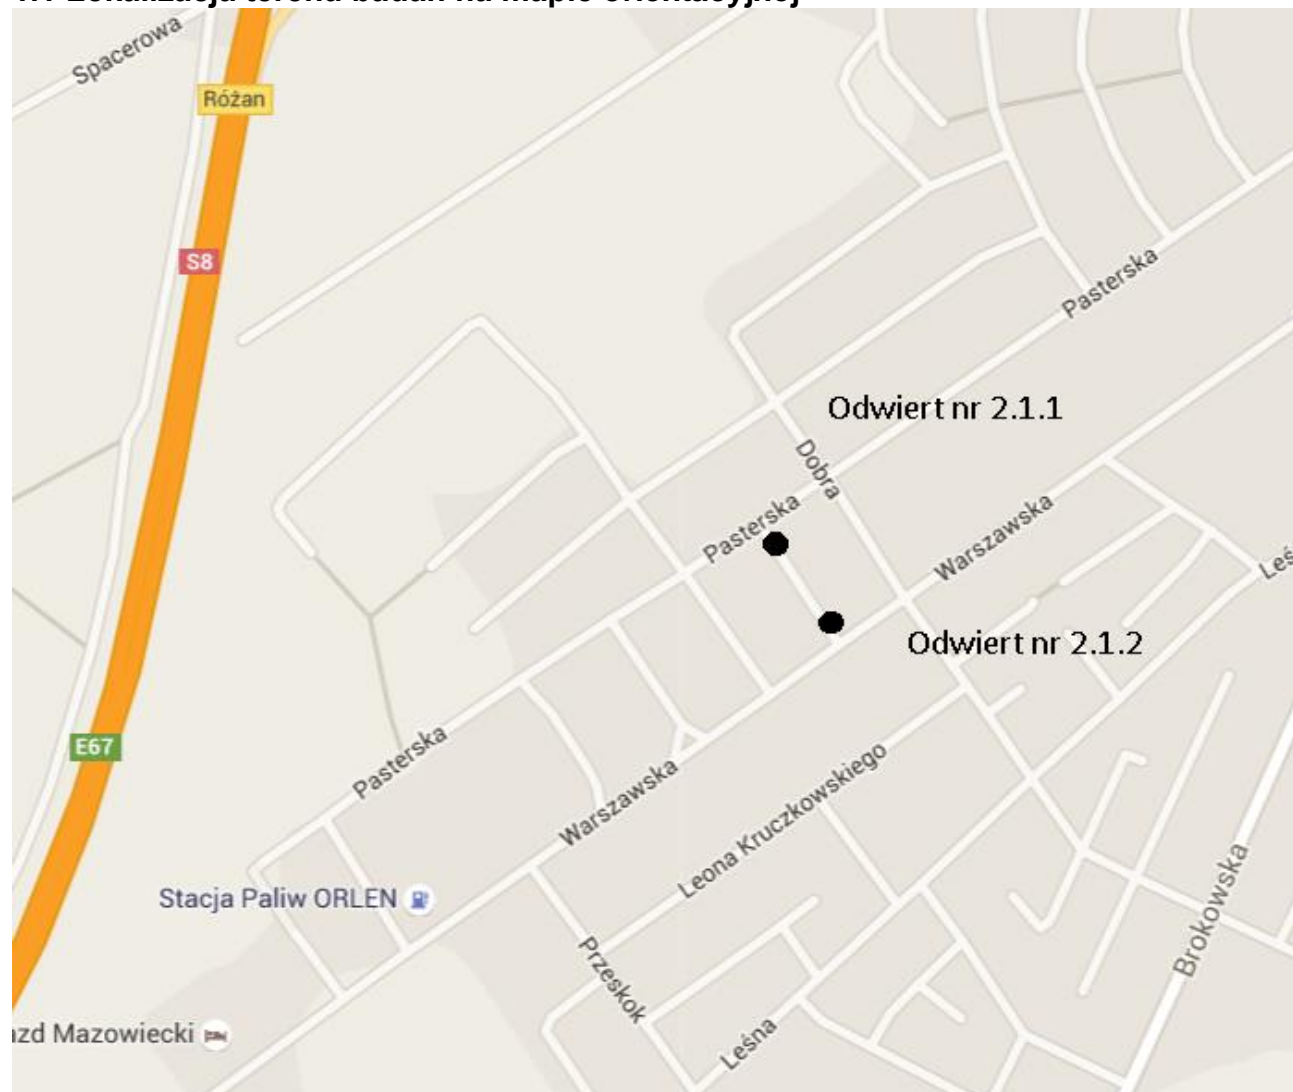 Spacerowa
Różan
S8
Pasterska
Odwiert nr 2.1.1
Dobra
Pasterska
Warszawska
Odwiert nr 2.1.2
E67
Pasterska
Warszawska
Leona Kruczkowskiego
Stacja Paliw ORLEN
Brokowska
Przeskok
Mazowiecki
Leśna